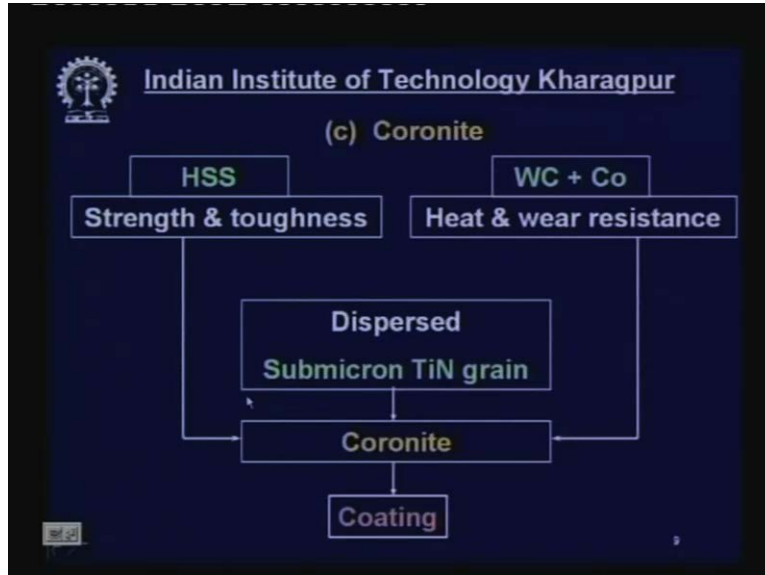 Indian Institute of Technology Kharagpur
(c) Coronite
HSS
Strength & toughness
WC + Co
Heat & wear resistance
Dispersed
Submicron TiN grain
Coronite
Coating
9